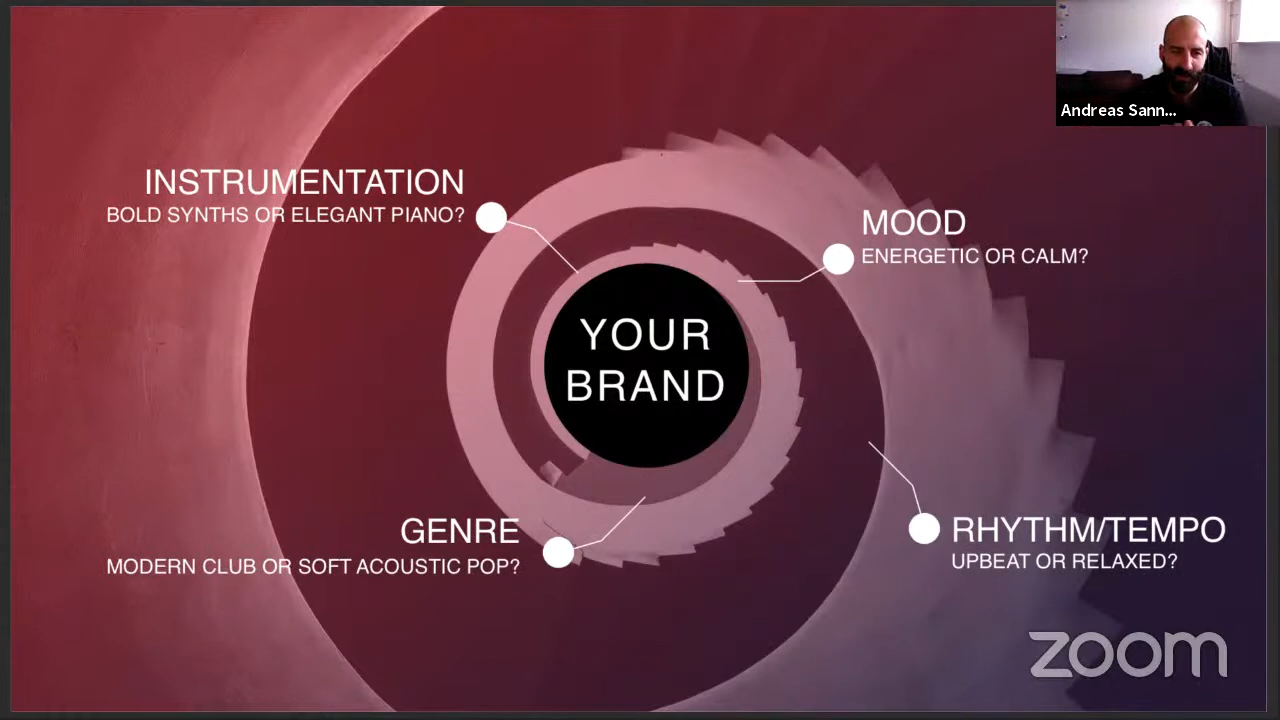 Andreas Sann...
INSTRUMENTATION
BOLD SYNTHS OR ELEGANT PIANO?
MOOD
ENERGETIC OR CALM?
YOUR
BRAND
GENRE
MODERN CLUB OR SOFT ACOUSTIC POP?
RHYTHM/TEMPO
UPBEAT OR RELAXED?
zoom